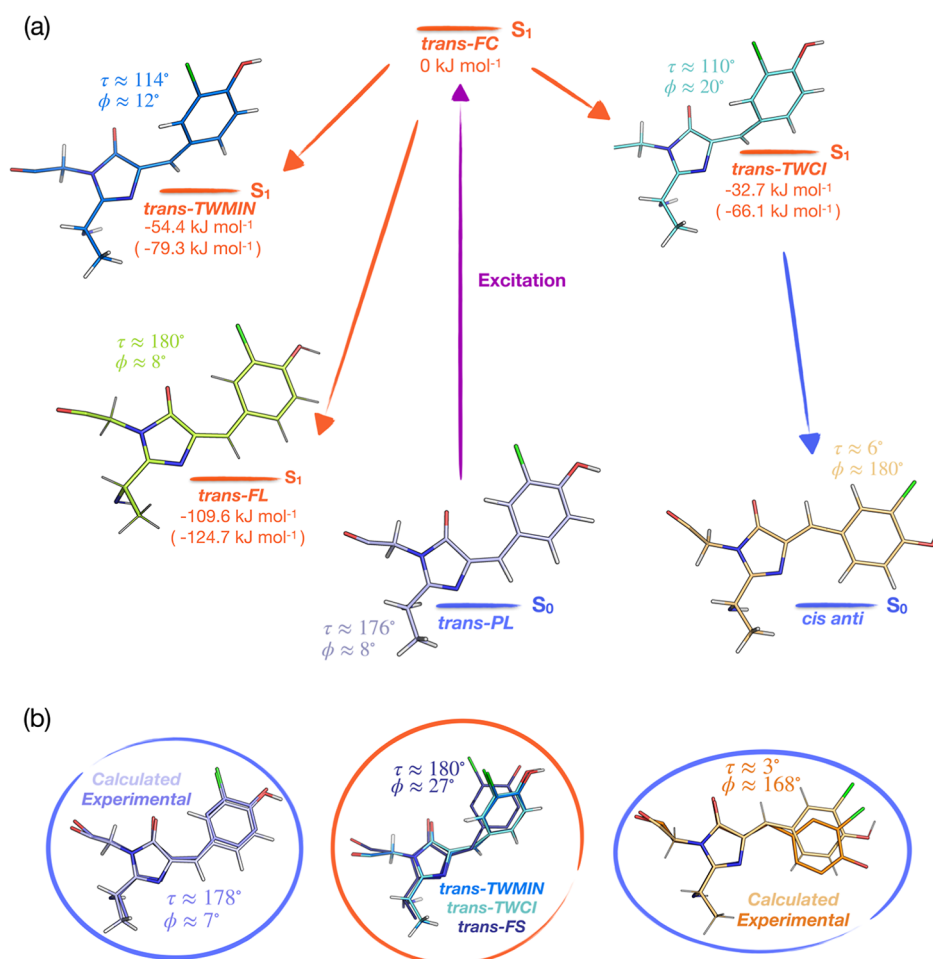 (a)
S₁
trans-FC
0 kJ mol⁻¹
τ ≈ 114°
ϕ ≈ 12°
S₁
trans-TWMIN
-54.4 kJ mol⁻¹
( -79.3 kJ mol⁻¹)
τ ≈ 110°
ϕ ≈ 20°
S₁
trans-TWCI
-32.7 kJ mol⁻¹
( -66.1 kJ mol⁻¹)
Excitation
τ ≈ 180°
ϕ ≈ 8°
S₁
trans-FL
-109.6 kJ mol⁻¹
( -124.7 kJ mol⁻¹)
S₀
trans-PL
τ ≈ 176°
ϕ ≈ 8°
τ ≈ 6°
ϕ ≈ 180°
S₀
cis anti
(b)
Calculated
Experimental
τ ≈ 178°
ϕ ≈ 7°
τ ≈ 180°
ϕ ≈ 27°
trans-TWMIN
trans-TWCI
trans-FS
τ ≈ 3°
ϕ ≈ 168°
Calculated
Experimental